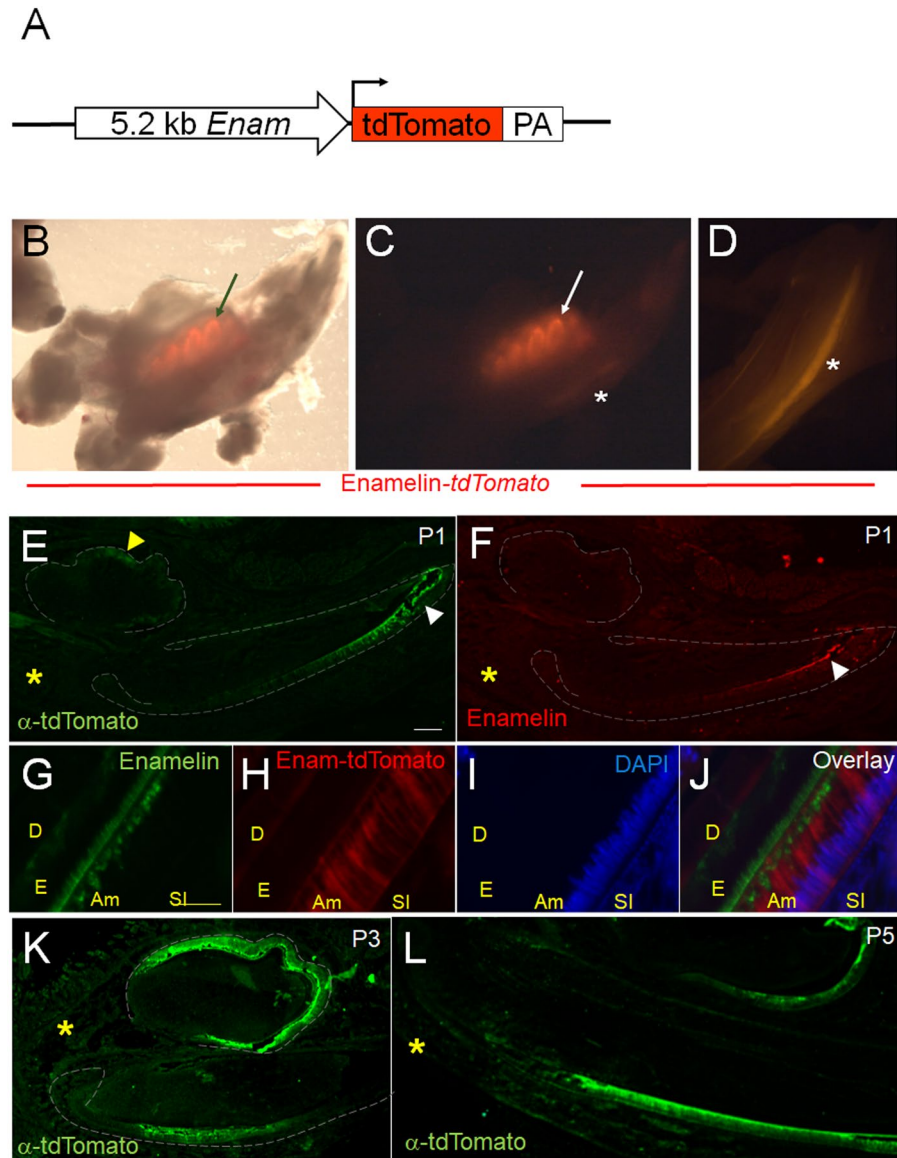 A
5.2 kb Enam tdTomato PA
B C D
*
*
Enamelin-tdTomato
E P1 F P1
* *
α-tdTomato Enamelin
G Enamelin H Enam-tdTomato I DAPI J Overlay
D D D D
E Am SI E Am SI E Am SI E Am SI
K P3 L P5
* *
α-tdTomato α-tdTomato